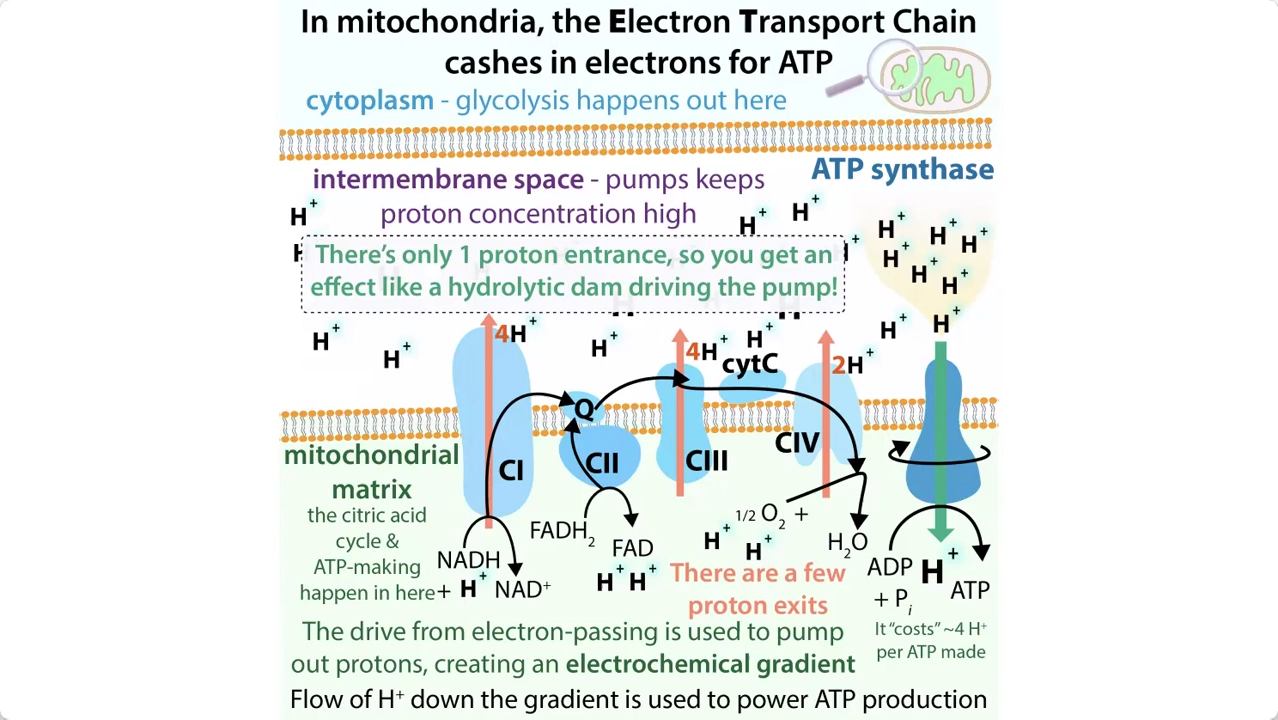 In mitochondria, the Electron Transport Chain
cashes in electrons for ATP
cytoplasm - glycolysis happens out here
ATP synthase
intermembrane space - pumps keeps
proton concentration high
H+
H+
H+
H+
H+
H+
H+
H+
H+
H+
There's only 1 proton entrance, so you get an
effect like a hydrolytic dam driving the pump!
H+
H+
H+
H+
H+
H+
4H+
4H+
cytC
2H+
Q
CI
CII
CIII
CIV
mitochondrial
matrix
the citric acid
cycle &
ATP-making
happen in here
NADH
+ H+
NAD+
FADH2
FAD
H+ H+
1/2 O2 +
H+
H+
H2O
There are a few
proton exits
ADP
+ Pi
H+
ATP
It "costs" ~4 H+
per ATP made
The drive from electron-passing is used to pump
out protons, creating an electrochemical gradient
Flow of H+ down the gradient is used to power ATP production